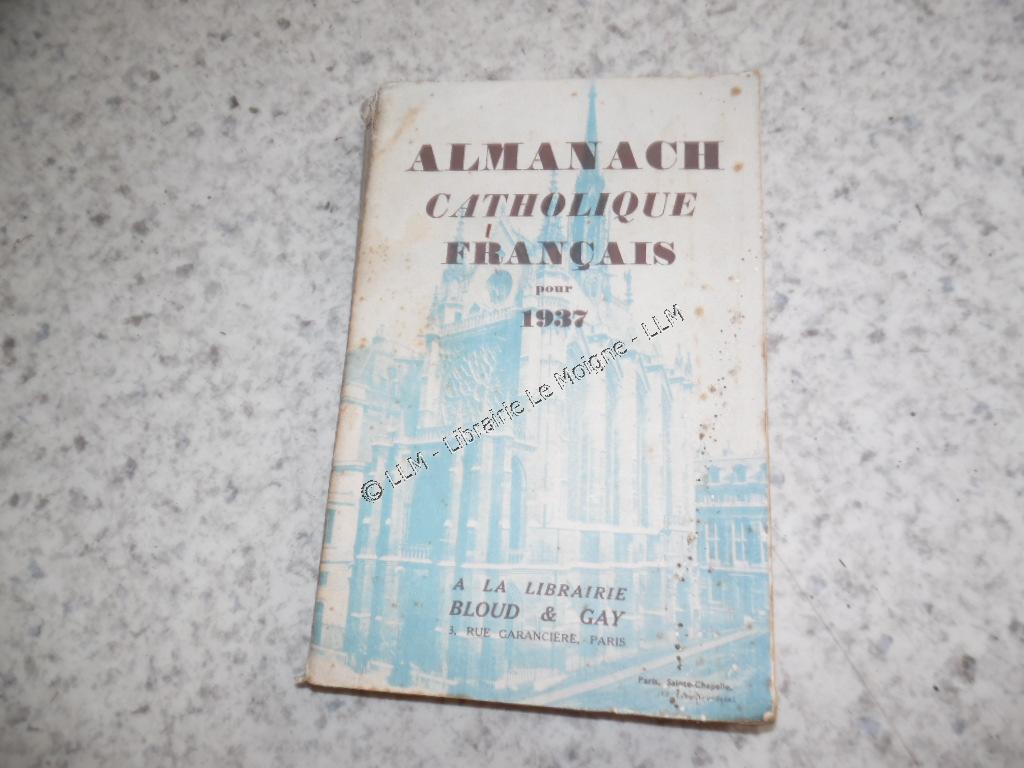 ALMANACH
CATHOLIQUE
FRANÇAIS
pour
1937
© LLM - Librairie Le Moigne - LLM
A LA LIBRAIRIE
BLOUD & GAY
3, RUE GARANCIÈRE, PARIS
Paris, Sainte-Chapelle.